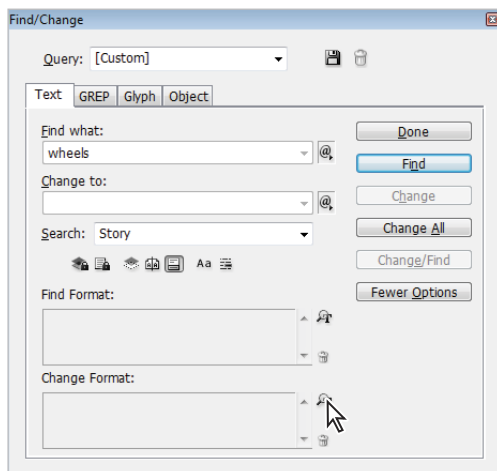 Find/Change
Query: [Custom]
Text GREP Glyph Object
Find what:
wheels
@
Change to:
@
Search: Story
Aa
Find Format:
Change Format:
Done
Find
Change
Change All
Change/Find
Fewer Options